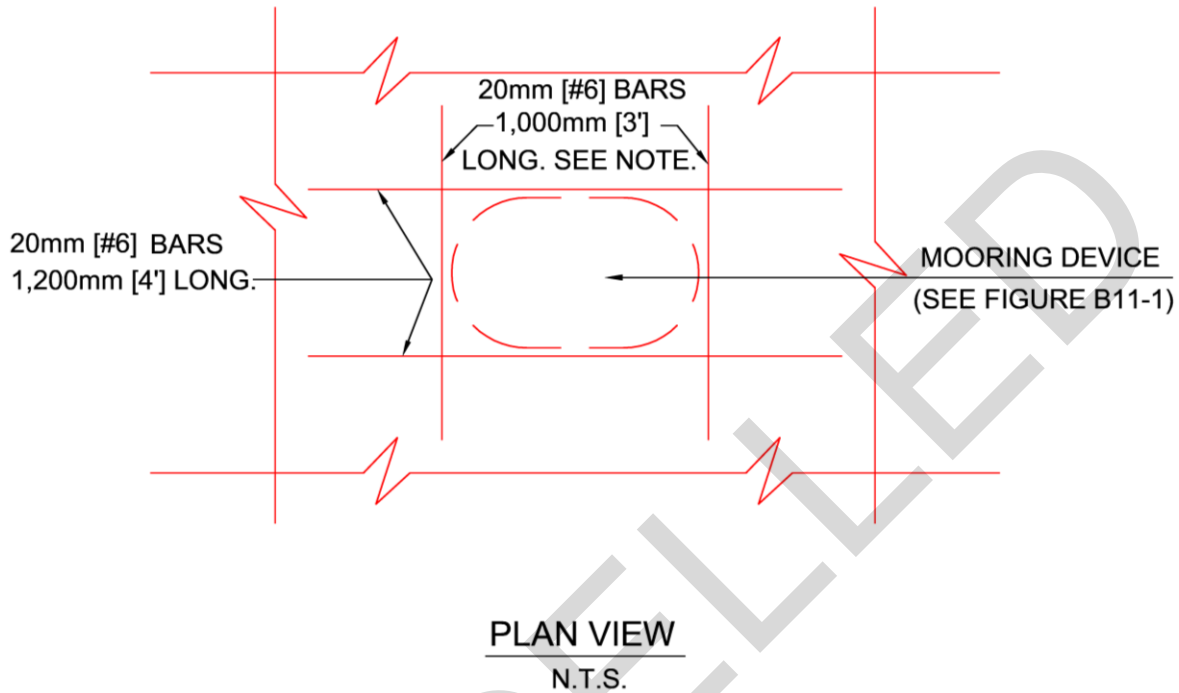 20mm [#6] BARS
1,000mm [3']
LONG. SEE NOTE.
20mm [#6] BARS
1,200mm [4'] LONG.
MOORING DEVICE
(SEE FIGURE B11-1)
PLAN VIEW
N.T.S.
ELLED